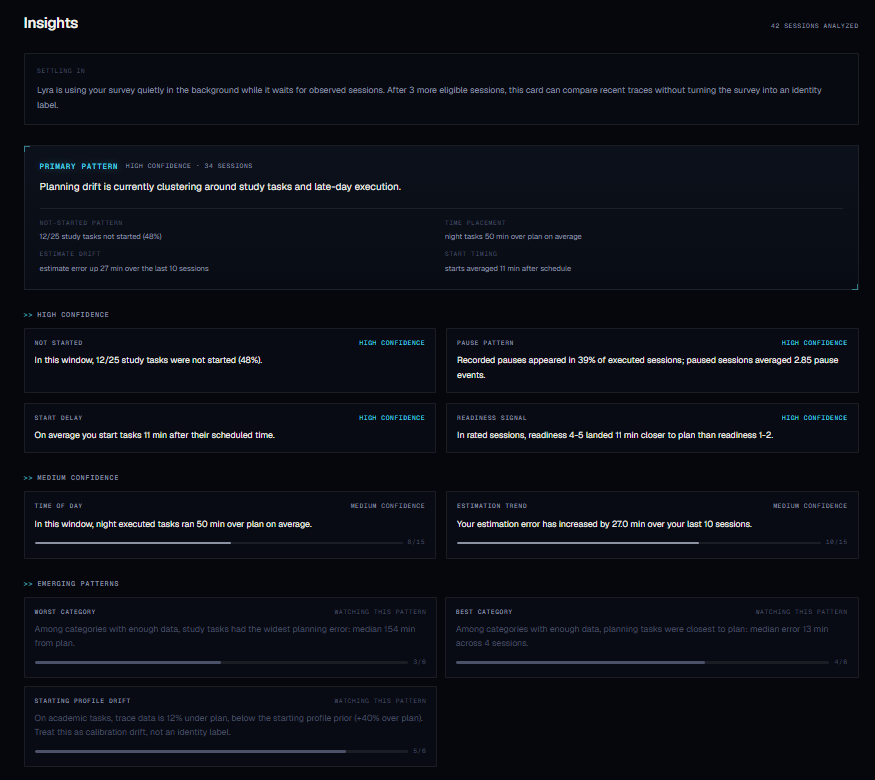 Insights
42 SESSIONS ANALYZED
SETTLING IN
Lyra is using your survey quietly in the background while it waits for observed sessions. After 3 more eligible sessions, this card can compare recent traces without turning the survey into an identity
label.
PRIMARY PATTERN HIGH CONFIDENCE · 34 SESSIONS
Planning drift is currently clustering around study tasks and late-day execution.
NOT-STARTED PATTERN
12/25 study tasks not started (48%)
TIME PLACEMENT
night tasks 50 min over plan on average
ESTIMATE DRIFT
estimate error up 27 min over the last 10 sessions
START TIMING
starts averaged 11 min after schedule
>> HIGH CONFIDENCE
NOT STARTED
HIGH CONFIDENCE
In this window, 12/25 study tasks were not started (48%).
PAUSE PATTERN
HIGH CONFIDENCE
Recorded pauses appeared in 39% of executed sessions; paused sessions averaged 2.85 pause
events.
START DELAY
HIGH CONFIDENCE
On average you start tasks 11 min after their scheduled time.
READINESS SIGNAL
HIGH CONFIDENCE
In rated sessions, readiness 4-5 landed 11 min closer to plan than readiness 1-2.
>> MEDIUM CONFIDENCE
TIME OF DAY
MEDIUM CONFIDENCE
In this window, night executed tasks ran 50 min over plan on average.
8/15
ESTIMATION TREND
MEDIUM CONFIDENCE
Your estimation error has increased by 27.0 min over your last 10 sessions.
10/15
>> EMERGING PATTERNS
WORST CATEGORY
WATCHING THIS PATTERN
Among categories with enough data, study tasks had the widest planning error: median 154 min
from plan.
3/6
BEST CATEGORY
WATCHING THIS PATTERN
Among categories with enough data, planning tasks were closest to plan: median error 13 min
across 4 sessions.
4/6
STARTING PROFILE DRIFT
WATCHING THIS PATTERN
On academic tasks, trace data is 12% under plan, below the starting profile prior (+40% over plan).
Treat this as calibration drift, not an identity label.
5/6